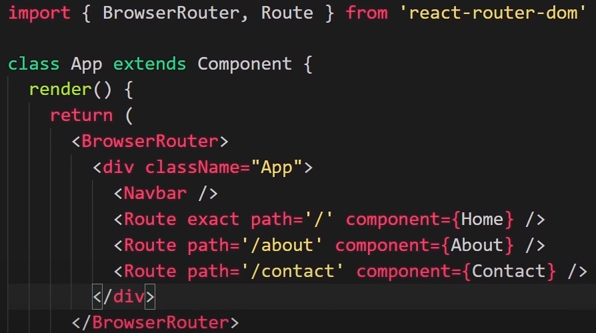 import { BrowserRouter, Route } from 'react-router-dom'
class App extends Component {
render() {
return (
<BrowserRouter>
<div className="App">
<Navbar />
<Route exact path='/' component={Home} />
<Route path='/about' component={About} />
<Route path='/contact' component={Contact} />
</div>
</BrowserRouter>